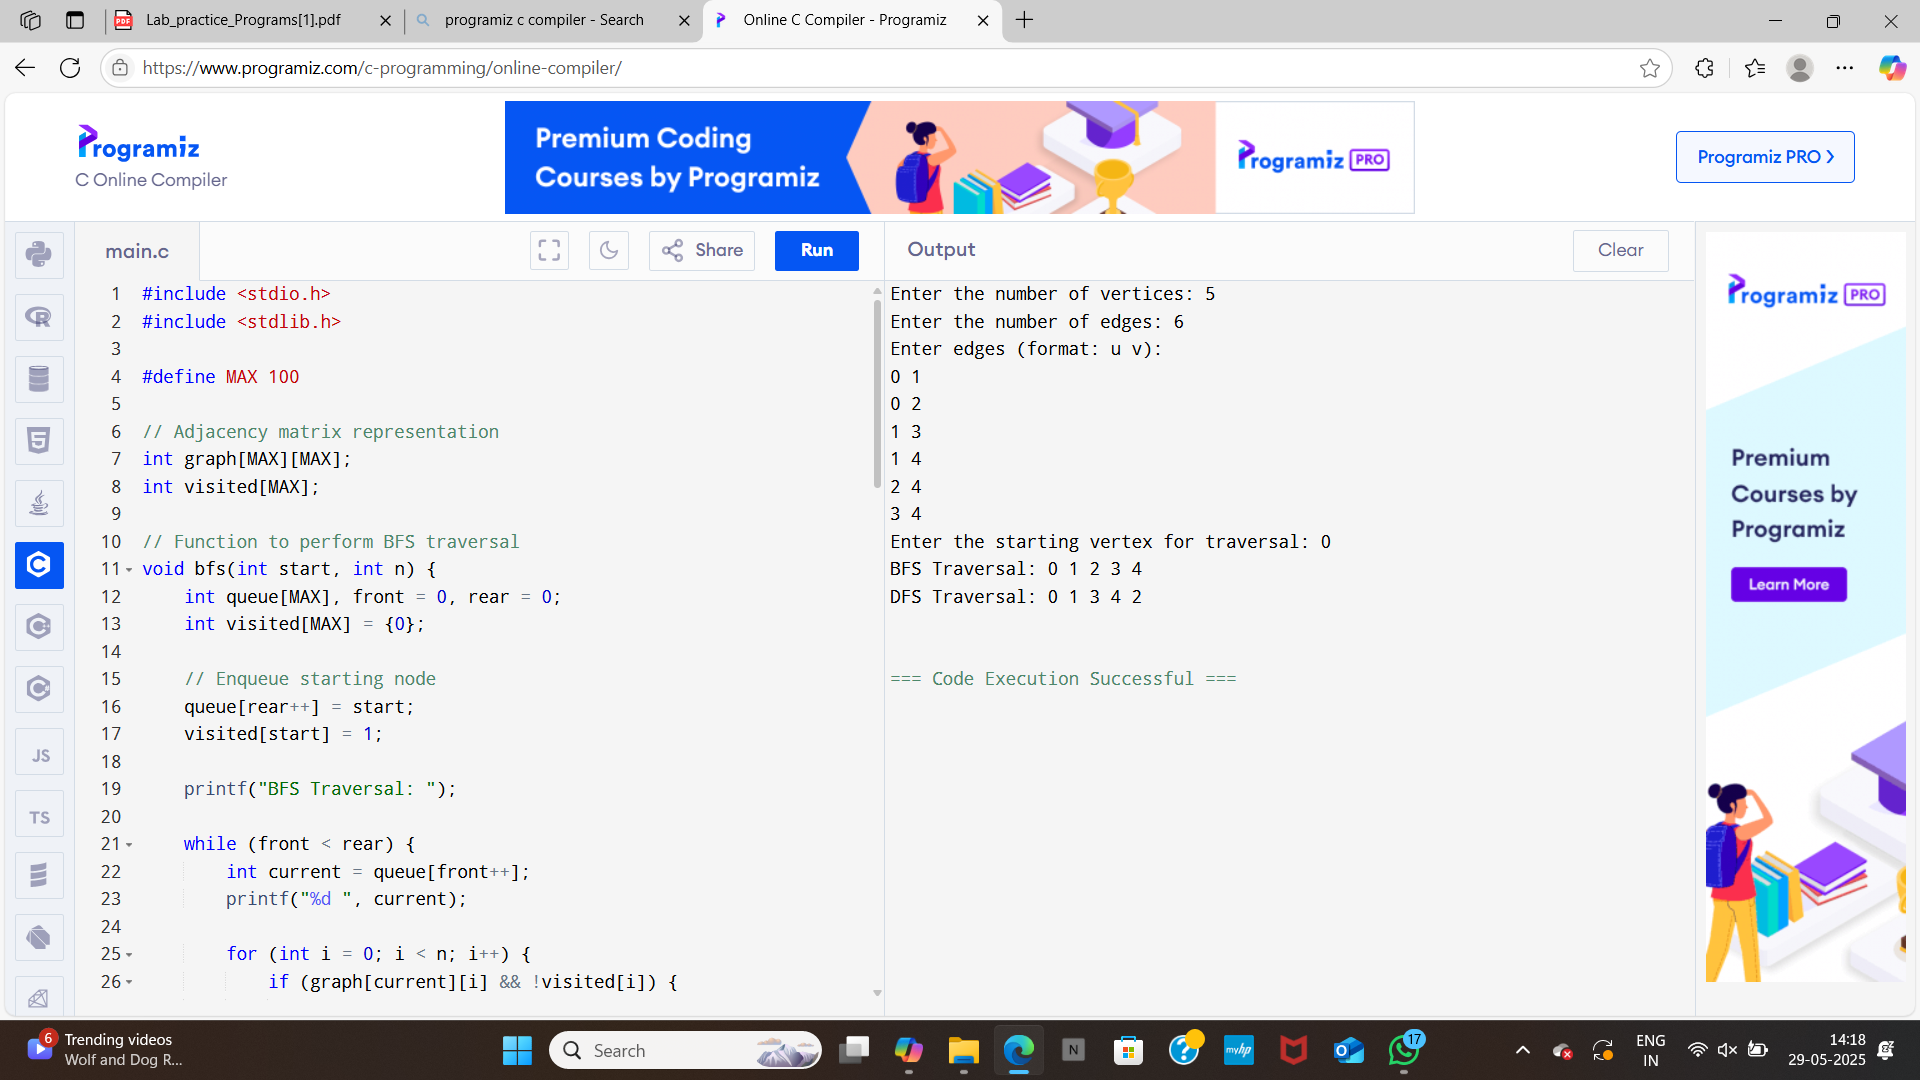 Lab_practice_Programs[1].pdf
programiz c compiler - Search
Online C Compiler - Programiz
https://www.programiz.com/c-programming/online-compiler/
Programiz
C Online Compiler
Premium Coding
Courses by Programiz
Programiz PRO
Programiz PRO >
main.c
Share
Run
Output
Clear
1 #include <stdio.h>
2 #include <stdlib.h>
3
4 #define MAX 100
5
6 // Adjacency matrix representation
7 int graph[MAX][MAX];
8 int visited[MAX];
9
10 // Function to perform BFS traversal
11 void bfs(int start, int n) {
12     int queue[MAX], front = 0, rear = 0;
13     int visited[MAX] = {0};
14
15     // Enqueue starting node
16     queue[rear++] = start;
17     visited[start] = 1;
18
19     printf("BFS Traversal: ");
20
21     while (front < rear) {
22         int current = queue[front++];
23         printf("%d ", current);
24
25         for (int i = 0; i < n; i++) {
26             if (graph[current][i] && !visited[i]) {
Enter the number of vertices: 5
Enter the number of edges: 6
Enter edges (format: u v):
0 1
0 2
1 3
1 4
2 4
3 4
Enter the starting vertex for traversal: 0
BFS Traversal: 0 1 2 3 4
DFS Traversal: 0 1 3 4 2
=== Code Execution Successful ===
Programiz PRO
Premium
Courses by
Programiz
Learn More
JS
TS
6
Trending videos
Wolf and Dog R...
Search
N
myhp
17
ENG
IN
14:18
29-05-2025